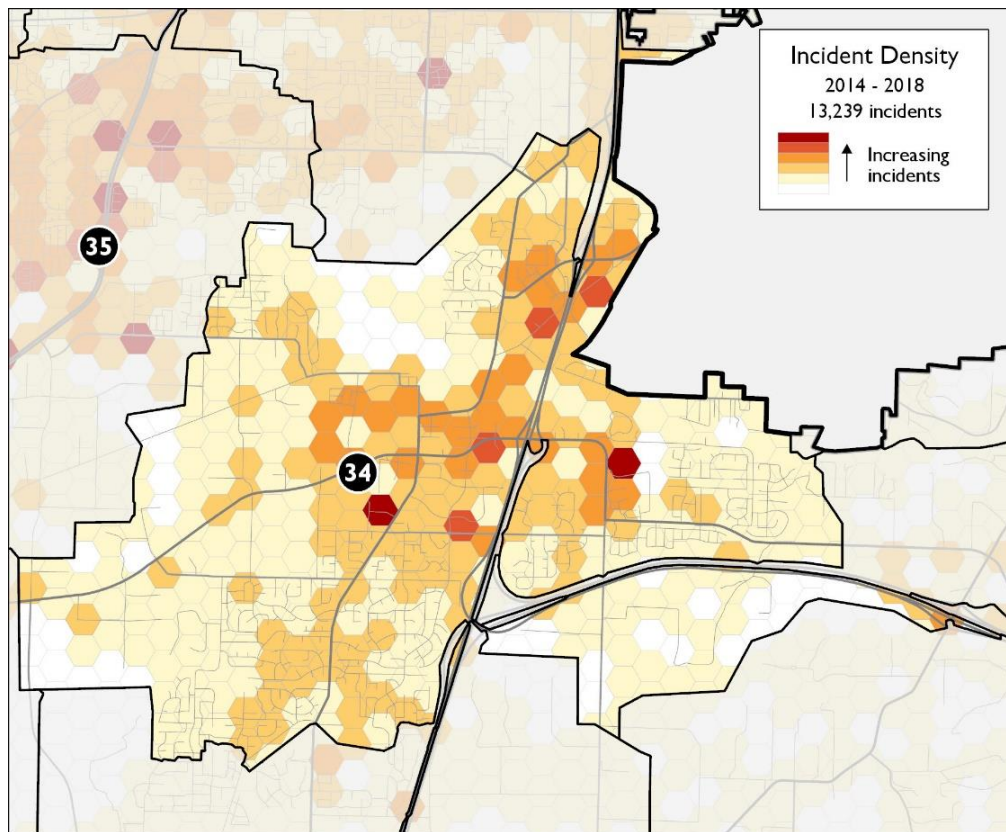 Incident Density
2014 - 2018
13,239 incidents
Increasing
incidents
35
34